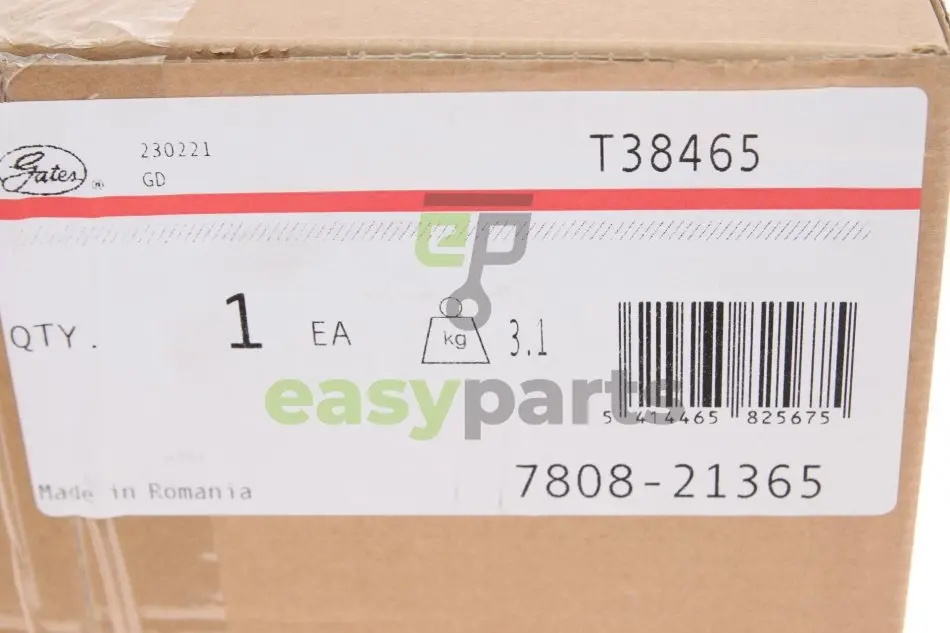 Gates®
230221
GD
T38465
QTY. 1 EA kg 3.1
ep
easyparts
5 414465 825675
7808-21365
Made in Romania